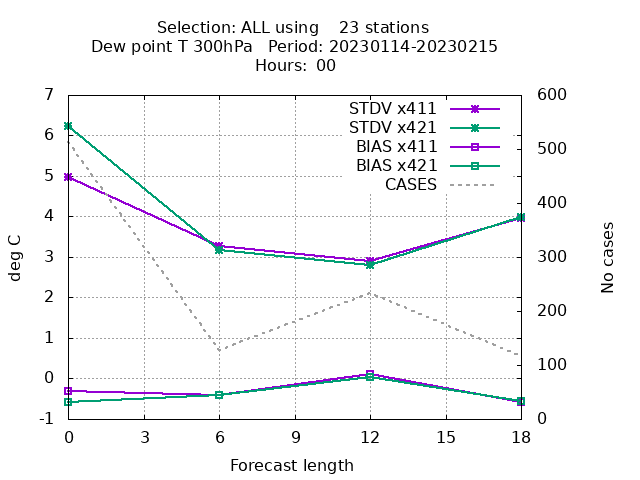 Selection: ALL using 23 stations
Dew point T 300hPa Period: 20230114-20230215
Hours: 00
STDV x411
STDV x421
BIAS x411
BIAS x421
CASES
7
6
5
4
3
2
1
0
-1
deg C
600
500
400
300
200
100
0
No cases
0 3 6 9 12 15 18
Forecast length